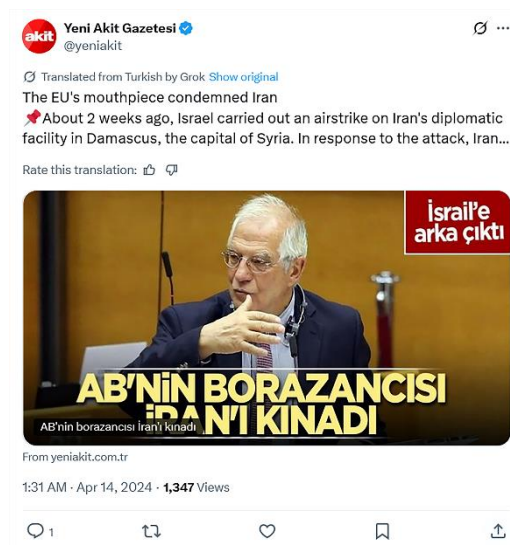 akit
Yeni Akit Gazetesi
@yeniakit
Translated from Turkish by Grok Show original
The EU's mouthpiece condemned Iran
📌About 2 weeks ago, Israel carried out an airstrike on Iran's diplomatic
facility in Damascus, the capital of Syria. In response to the attack, Iran...
Rate this translation:
İsrail'e
arka çıktı
AB'NİN BORAZANCISI
İRAN'I KINADI
AB'nin borazancısı İran'ı kınadı
From yeniakit.com.tr
1:31 AM · Apr 14, 2024 · 1,347 Views
1